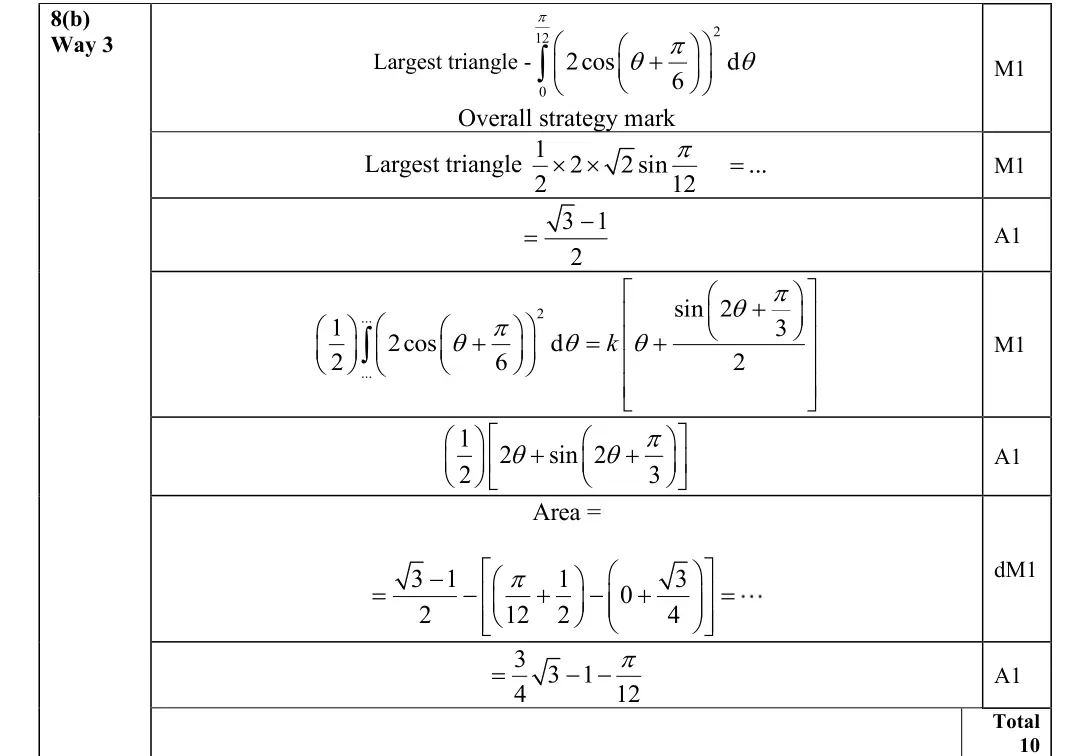 8(b)
Way 3
Largest triangle - ∫_0^{π/12} (2cos(θ + π/6))² dθ
Overall strategy mark
M1
Largest triangle 1/2 × 2 × √2 sin π/12 = ...
M1
= (√3 − 1)/2
A1
(1/2) ∫_{...}^{...} (2cos(θ + π/6))² dθ = k[θ + sin(2θ + π/3)/2]
M1
(1/2)[2θ + sin(2θ + π/3)]
A1
Area =
= (√3 − 1)/2 − [(π/12 + 1/2) − (0 + √3/4)] = ⋯
dM1
= 3/4 √3 − 1 − π/12
A1
Total
10